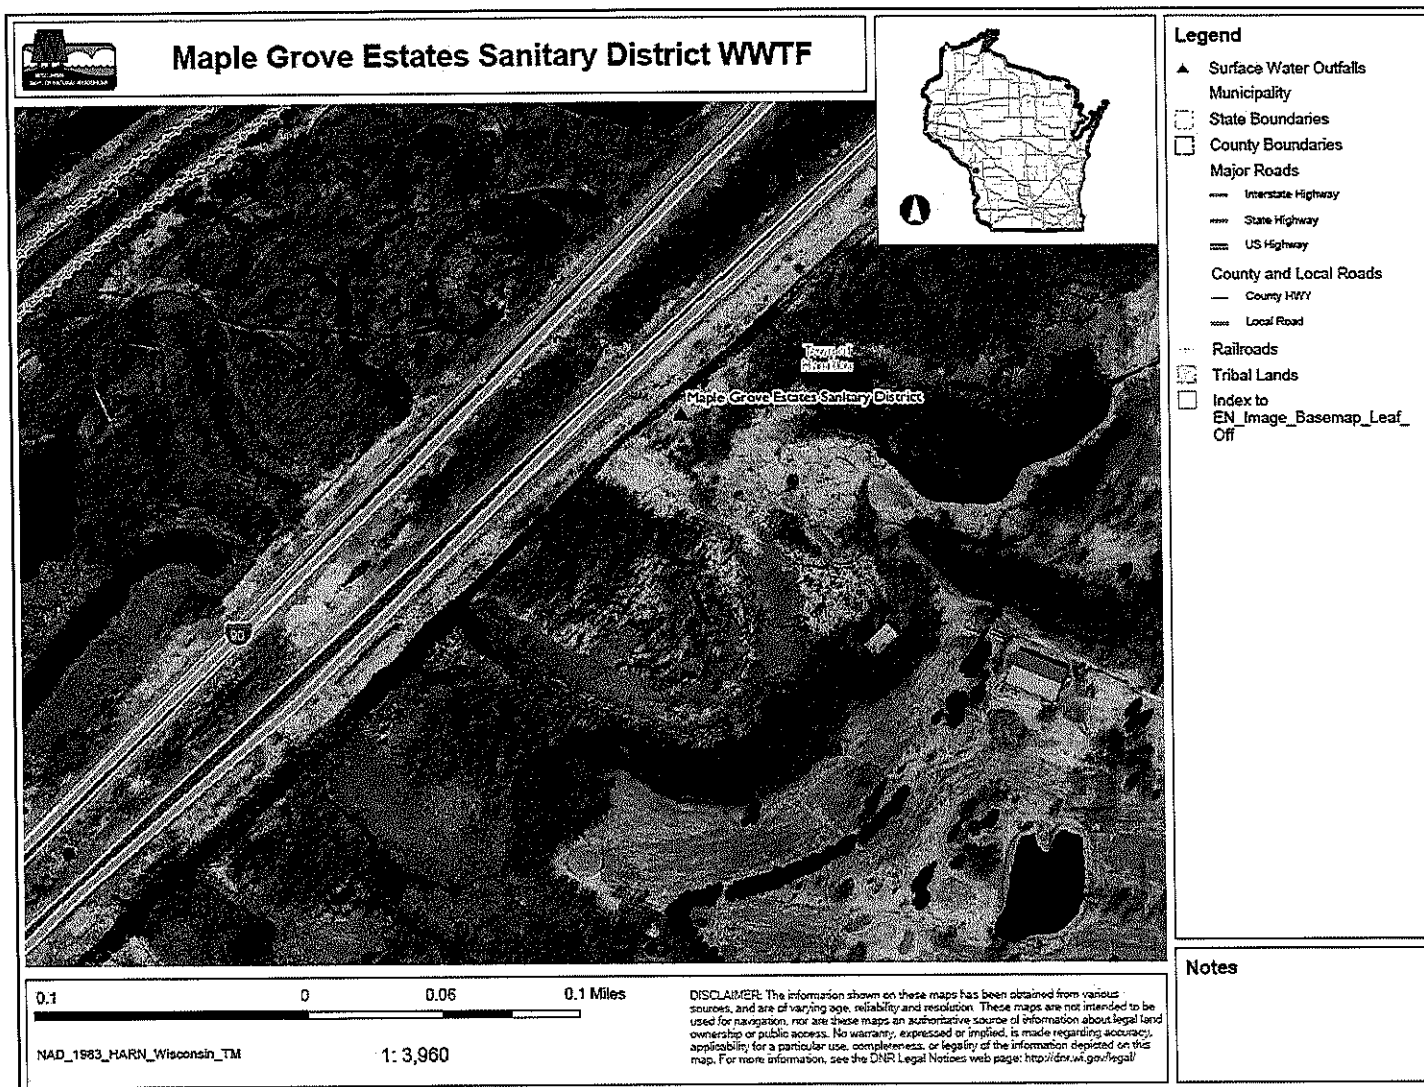 Maple Grove Estates Sanitary District WWTF
Legend
Surface Water Outfalls
Municipality
State Boundaries
County Boundaries
Major Roads
Interstate Highway
State Highway
US Highway
County and Local Roads
County HWY
Local Road
Railroads
Tribal Lands
Index to
EN_Image_Basemap_Leaf_
Off
Town of
Maple Grove Estates Sanitary District
90
Notes
0.1 0 0.06 0.1 Miles
NAD_1983_HARN_Wisconsin_TM
1: 3,960
DISCLAIMER: The information shown on these maps has been obtained from various
sources, and are of varying age, reliability and resolution. These maps are not intended to be
used for navigation, nor are these maps an authoritative source of information about legal land
ownership or public access. No warranty, expressed or implied, is made regarding accuracy,
applicability for a particular use, completeness, or legality of the information depicted on this
map. For more information, see the DNR Legal Notices web page: http://dnr.wi.gov/legal/